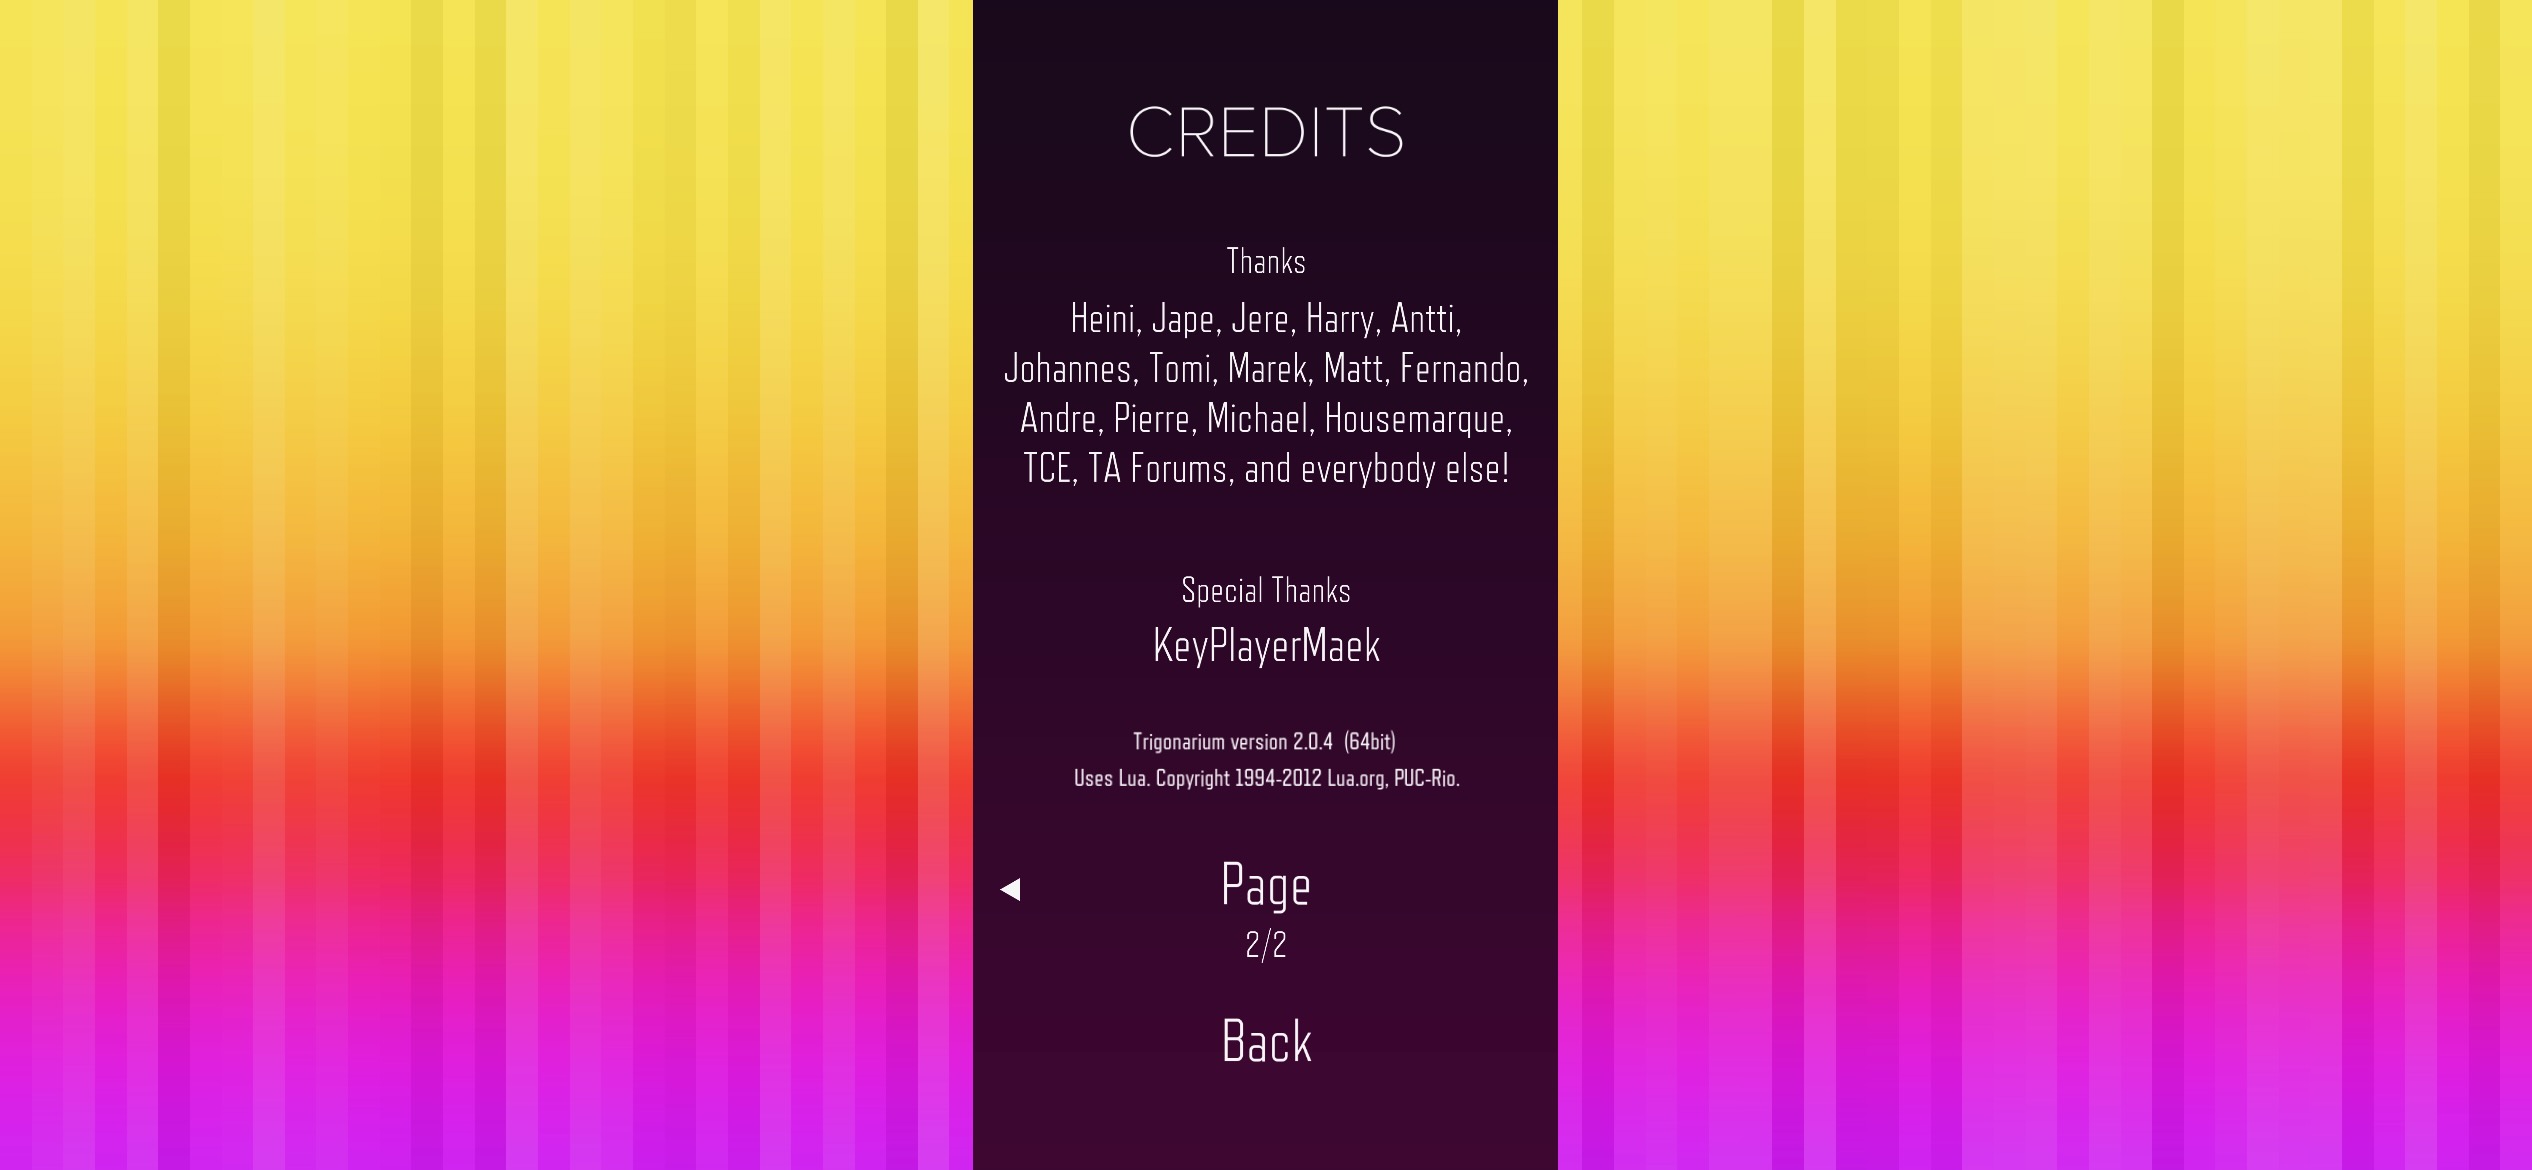 CREDITS
Thanks
Heini, Jape, Jere, Harry, Antti,
Johannes, Tomi, Marek, Matt, Fernando,
Andre, Pierre, Michael, Housemarque,
TCE, TA Forums, and everybody else!
Special Thanks
KeyPlayerMaek
Trigonarium version 2.0.4 (64bit)
Uses Lua. Copyright 1994-2012 Lua.org, PUC-Rio.
Page
2/2
Back